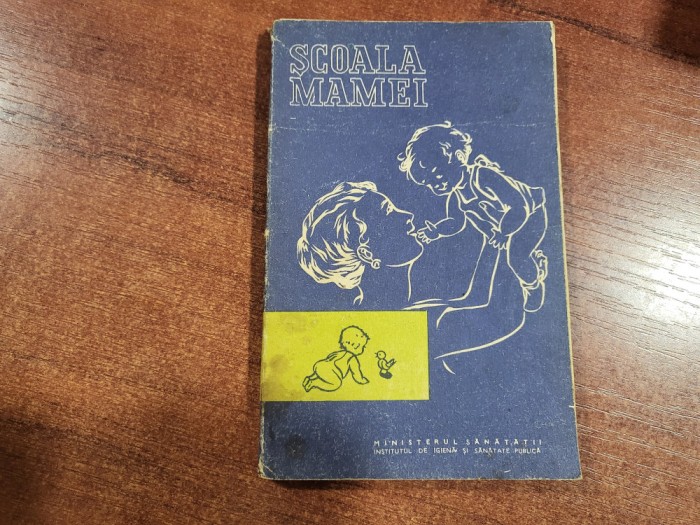 ȘCOALA
MAMEI
MINISTERUL SĂNĂTĂȚII
INSTITUTUL DE IGIENĂ ȘI SĂNĂTATE PUBLICĂ